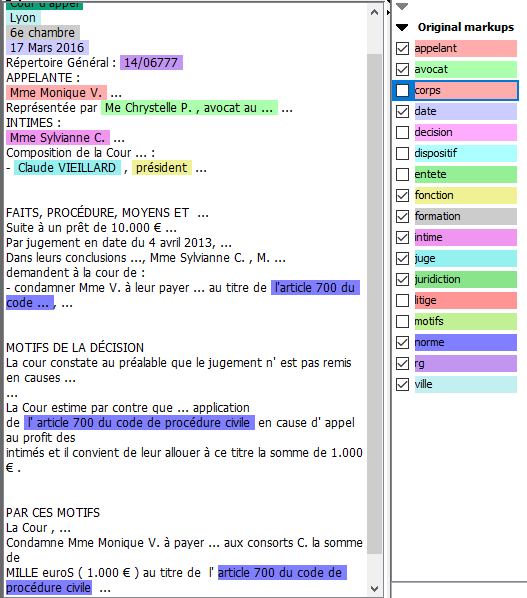 Cour d'appel
Lyon
6e chambre
17 Mars 2016
Répertoire Général : 14/06777
APPELANTE :
Mme Monique V. ...
Représentée par Me Chrystelle P. , avocat au ... ...
INTIMES :
Mme Sylvianne C. ...
Composition de la Cour ... :
- Claude VIEILLARD , président ...
FAITS, PROCÉDURE, MOYENS ET ...
Suite à un prêt de 10.000 € ...
Par jugement en date du 4 avril 2013, ...
Dans leurs conclusions ..., Mme Sylvianne C. , M. ...
demandent à la cour de :
- condamner Mme V. à leur payer ... au titre de l'article 700 du
code ... , ...
MOTIFS DE LA DÉCISION
La cour constate au préalable que le jugement n' est pas remis
en causes ...
...
La Cour estime par contre que ... application
de l' article 700 du code de procédure civile en cause d' appel
au profit des
intimés et il convient de leur allouer à ce titre la somme de 1.000
€ .
PAR CES MOTIFS
La Cour , ...
Condamne Mme Monique V. à payer ... aux consorts C. la somme
de
MILLE euroS ( 1.000 € ) au titre de l' article 700 du code de
procédure civile ...
Original markups
appelant
avocat
corps
date
decision
dispositif
entete
fonction
formation
intime
juge
juridiction
litige
motifs
norme
rg
ville